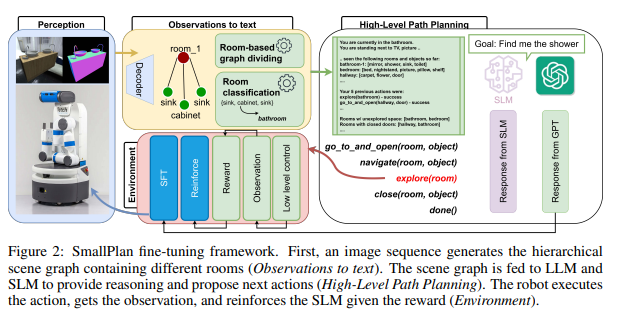 Perception
Observations to text
High-Level Path Planning
Decoder
room_1
sink
sink
cabinet
Room-based
graph dividing
Room
classification
(sink, cabinet, sink)
bathroom
You are currently in the bathroom.
You are standing next to TV, picture ..
.. seen the following rooms and objects so far:
bathroom-1: [mirror, shower, sink, toilet]
bedroom: [bed, nightstand, picture, pillow, shelf]
hallway: [carpet, flower, door]
....
Your 5 previous actions were:
explore(bathroom) - success
go_to_and_open(hallway, door) - success
....
Rooms w/ unexplored space: [bathroom, bedroom]
Rooms with closed doors: [hallway, bathroom]
....
Goal: Find me the shower
SLM
go_to_and_open(room, object)
navigate(room, object)
explore(room)
close(room, object)
done()
Response from SLM
Response from GPT
Environment
SFT
Reinforce
Reward
Observation
Low level control
Figure 2: SmallPlan fine-tuning framework. First, an image sequence generates the hierarchical
scene graph containing different rooms (Observations to text). The scene graph is fed to LLM and
SLM to provide reasoning and propose next actions (High-Level Path Planning). The robot executes
the action, gets the observation, and reinforces the SLM given the reward (Environment).